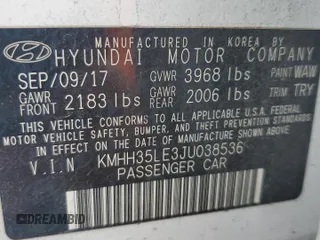 MANUFACTURED IN KOREA BY
HYUNDAI MOTOR COMPANY
SEP/09/17 GVWR 3968 lbs PAINT WAW
GAWR FRONT 2183 lbs GAWR REAR 2006 lbs TRIM TRY
THIS VEHICLE CONFORMS TO ALL APPLICABLE U.S. FEDERAL
MOTOR VEHICLE SAFETY, BUMPER, AND THEFT PREVENTION
STANDARDS IN EFFECT ON THE DATE OF MANUFACTURE SHOWN ABOVE.
V.I.N KMHH35LE3JU038536
PASSENGER CAR
DREAMBID